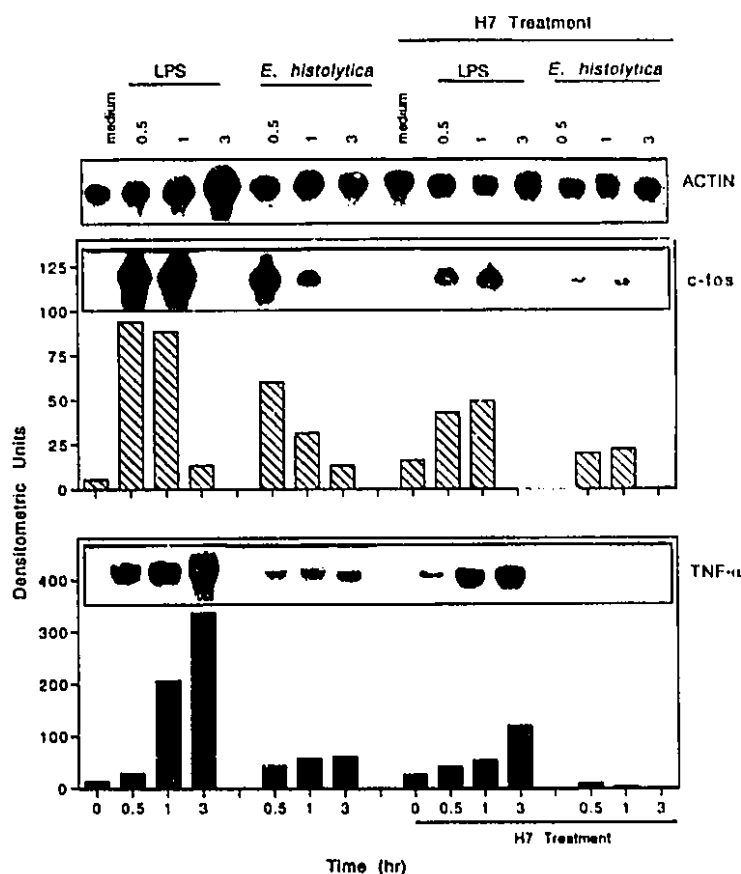 H7 Treatment
LPS E. histolytica LPS E. histolytica
medium 0.5 1 3 0.5 1 3 medium 0.5 1 3 0.5 1 3
ACTIN
125
c-fos
100
75
50
25
0
Densitometric Units
TNF-α
400
300
200
100
0
0 0.5 1 3 0.5 1 3 0 0.5 1 3 0.5 1 3
H7 Treatment
Time (hr)